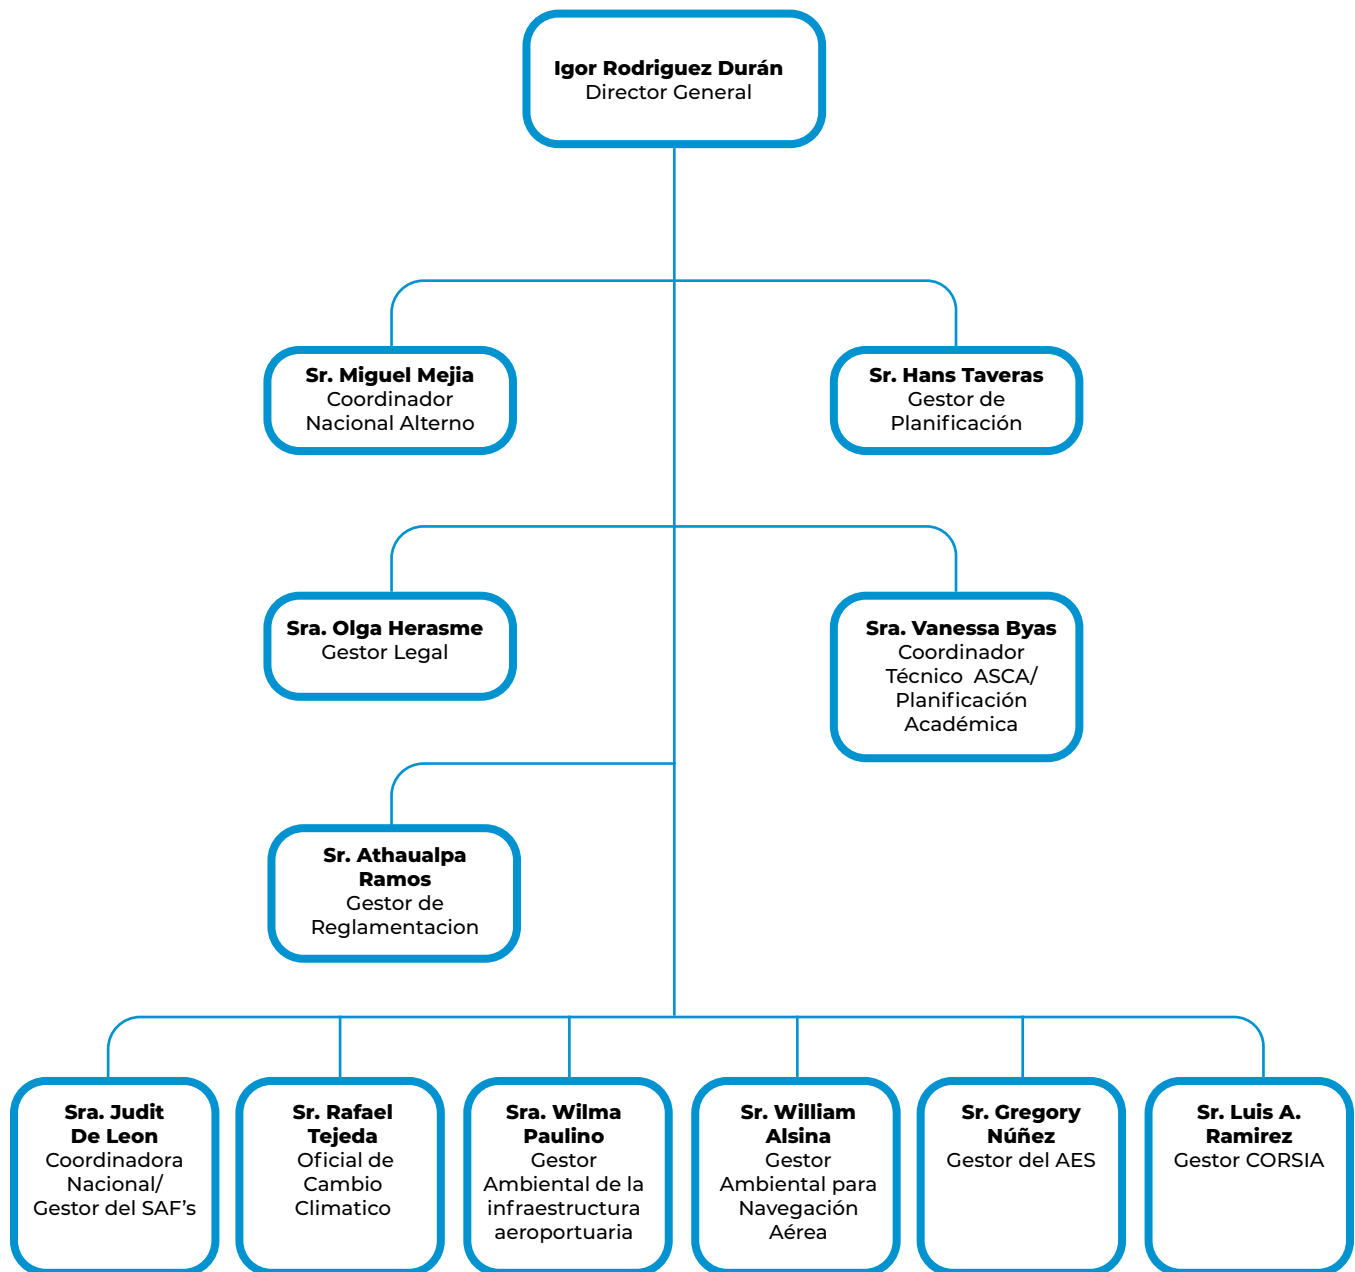 Igor Rodriguez Durán
Director General
Sr. Miguel Mejia
Coordinador
Nacional Alterno
Sr. Hans Taveras
Gestor de
Planificación
Sra. Olga Herasme
Gestor Legal
Sra. Vanessa Byas
Coordinador
Técnico ASCA/
Planificación
Académica
Sr. Athaualpa
Ramos
Gestor de
Reglamentacion
Sra. Judit
De Leon
Coordinadora
Nacional/
Gestor del SAF’s
Sr. Rafael
Tejeda
Oficial de
Cambio
Climatico
Sra. Wilma
Paulino
Gestor
Ambiental de la
infraestructura
aeroportuaria
Sr. William
Alsina
Gestor
Ambiental para
Navegación
Aérea
Sr. Gregory
Núñez
Gestor del AES
Sr. Luis A.
Ramirez
Gestor CORSIA